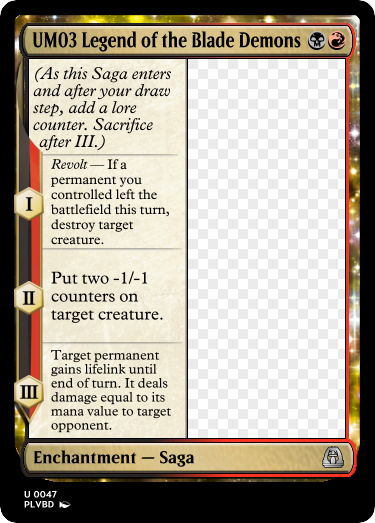 UM03 Legend of the Blade Demons
(As this Saga enters
and after your draw
step, add a lore
counter. Sacrifice
after III.)
I
Revolt — If a
permanent you
controlled left the
battlefield this turn,
destroy target
creature.
II
Put two -1/-1
counters on
target creature.
III
Target permanent
gains lifelink until
end of turn. It deals
damage equal to its
mana value to target
opponent.
Enchantment — Saga
U 0047
PLVBD